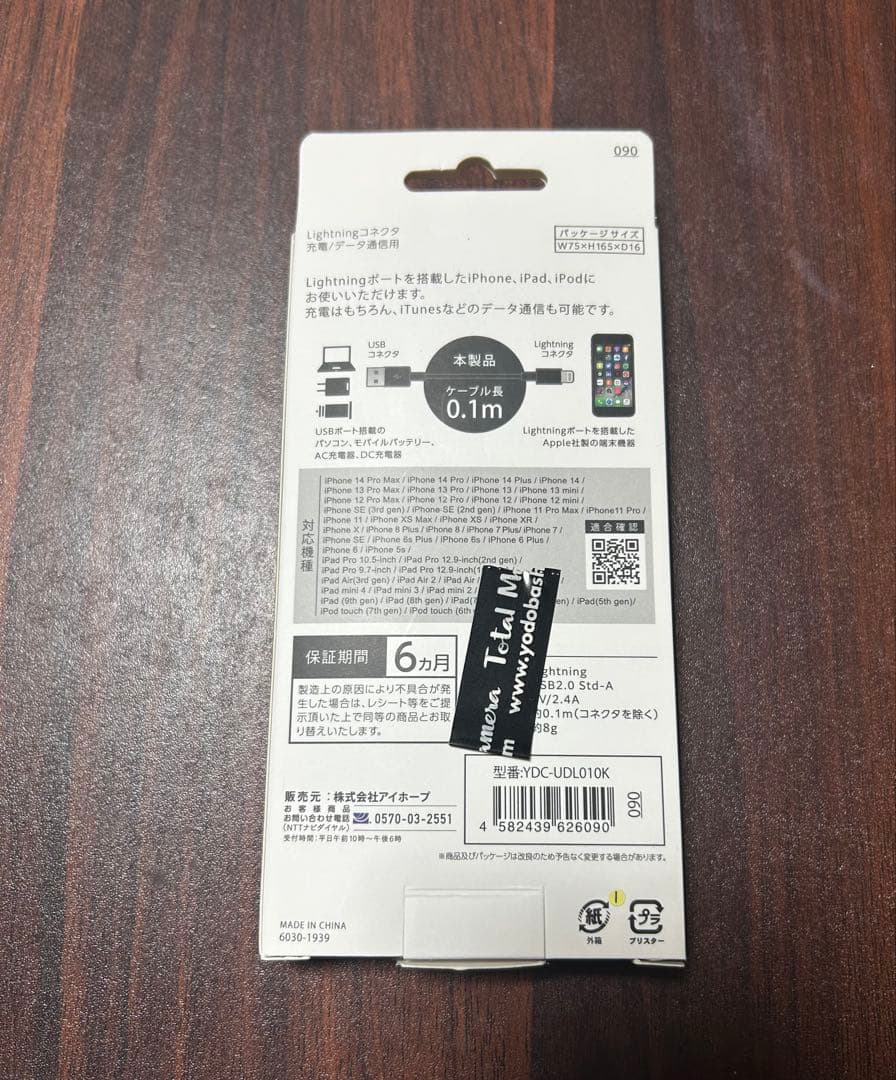 090
Lightningコネクタ
充電/データ通信用
パッケージサイズ
W75×H165×D16
Lightningポートを搭載したiPhone、iPad、iPodに
お使いいただけます。
充電はもちろん、iTunesなどのデータ通信も可能です。
USB
コネクタ
本製品
ケーブル長
0.1m
Lightning
コネクタ
USBポート搭載の
パソコン、モバイルバッテリー、
AC充電器、DC充電器
Lightningポートを搭載した
Apple社製の端末機器
対応機種
iPhone 14 Pro Max / iPhone 14 Pro / iPhone 14 Plus / iPhone 14 /
iPhone 13 Pro Max / iPhone 13 Pro / iPhone 13 / iPhone 13 mini /
iPhone 12 Pro Max / iPhone 12 Pro / iPhone 12 / iPhone 12 mini /
iPhone SE (3rd gen) / iPhone SE (2nd gen) / iPhone 11 Pro Max / iPhone11 Pro /
iPhone 11 / iPhone XS Max / iPhone XS / iPhone XR /
iPhone X / iPhone 8 Plus / iPhone 8 / iPhone 7 Plus / iPhone 7 /
iPhone SE / iPhone 6s Plus / iPhone 6s / iPhone 6 Plus /
iPhone 6 / iPhone 5s /
iPad Pro 10.5-inch / iPad Pro 12.9-inch(2nd gen) /
iPad Pro 9.7-inch / iPad Pro 12.9-inch(1
iPad Air(3rd gen) / iPad Air 2 / iPad Air /
iPad mini 4 / iPad mini 3 / iPad mini 2 /
iPad (9th gen) / iPad (8th gen) / iPad(7 en) / iPad(5th gen)/
iPod touch (7th gen) / iPod touch (6th
適合確認
Total M
www.yodobash
amera
m
保証期間 6ヵ月
製造上の原因により不具合が発
生した場合は、レシート等をご提
示頂いた上で同等の商品とお取
り替えいたします。
ghtning
SB2.0 Std-A
V/2.4A
約0.1m(コネクタを除く)
約8g
型番:YDC-UDL010K
4 582439 626090
090
販売元:株式会社アイホープ
お客様商品
お問い合わせ電話
(NTTナビダイヤル)
0570-03-2551
受付時間:平日午前10時〜午後6時
※商品及びパッケージは改良のため予告なく変更する場合があります。
MADE IN CHINA
6030-1939
紙
外箱
プラ
ブリスター